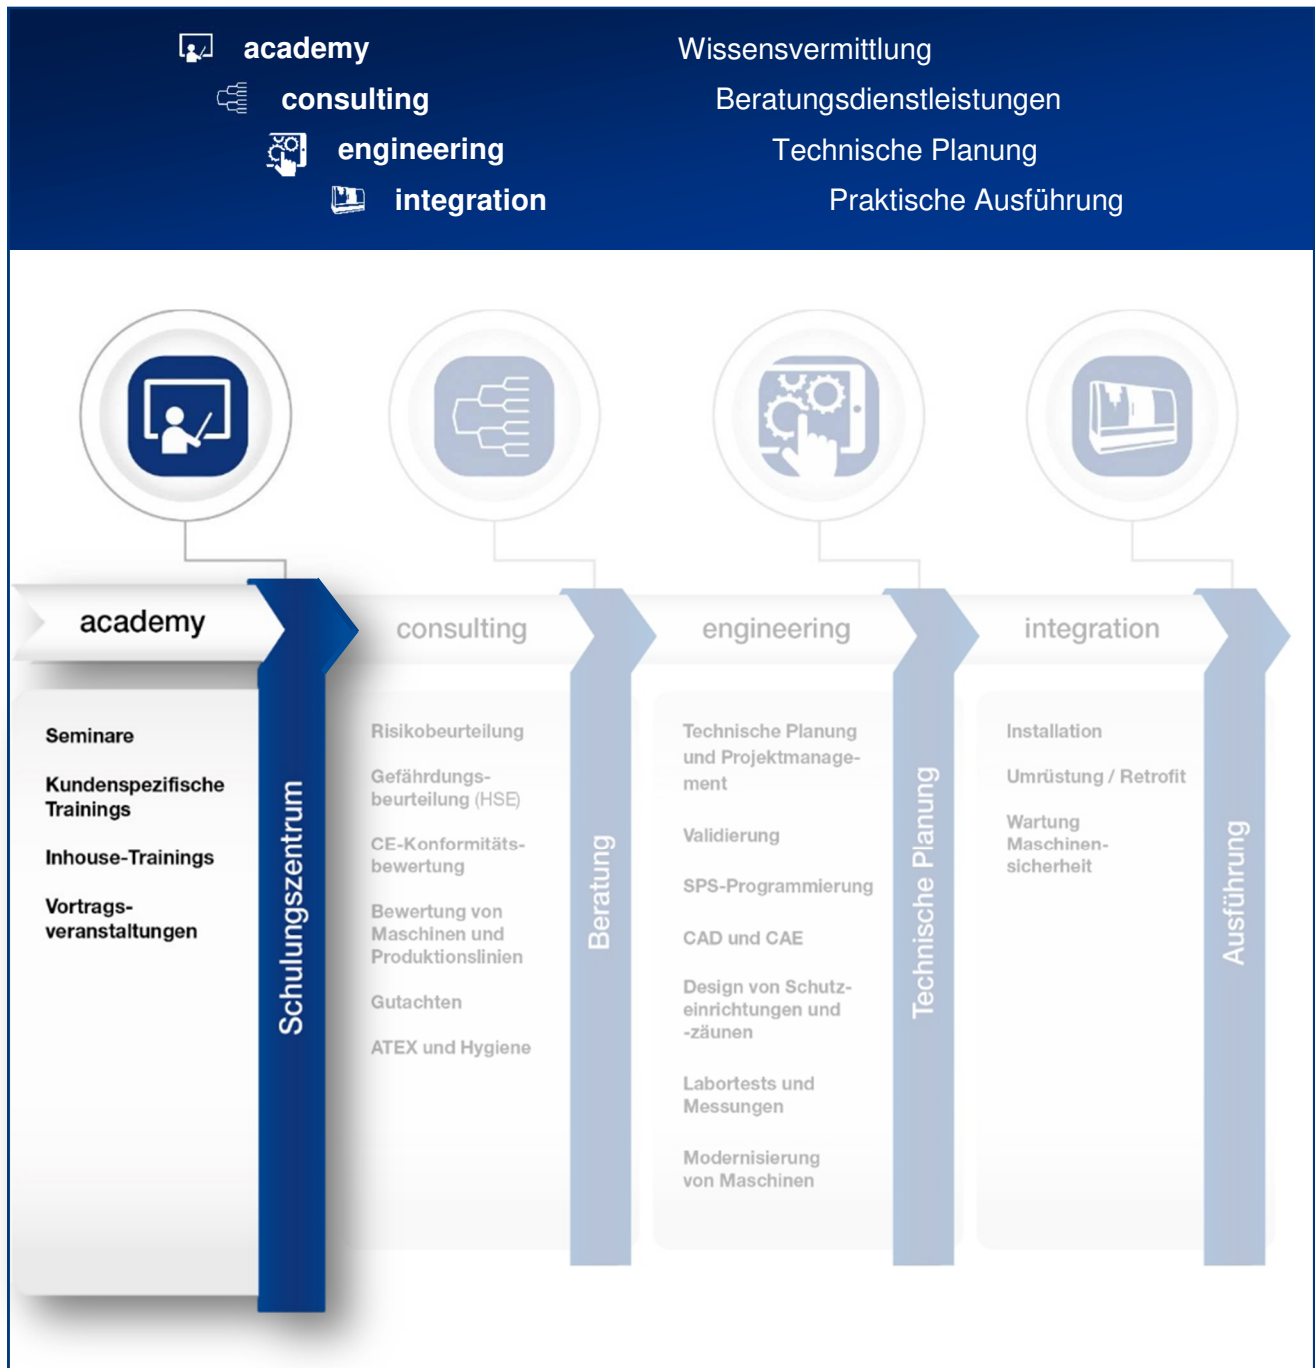 academy Wissensvermittlung
consulting Beratungsdienstleistungen
engineering Technische Planung
integration Praktische Ausführung
academy
Seminare
Kundenspezifische
Trainings
Inhouse-Trainings
Vortrags-
veranstaltungen
Schulungszentrum
consulting
Risikobeurteilung
Gefährdungs-
beurteilung (HSE)
CE-Konformitäts-
bewertung
Bewertung von
Maschinen und
Produktionslinien
Gutachten
ATEX und Hygiene
Beratung
engineering
Technische Planung
und Projektmanage-
ment
Validierung
SPS-Programmierung
CAD und CAE
Design von Schutz-
einrichtungen und
-zäunen
Labortests und
Messungen
Modernisierung
von Maschinen
Technische Planung
integration
Installation
Umrüstung / Retrofit
Wartung
Maschinen-
sicherheit
Ausführung